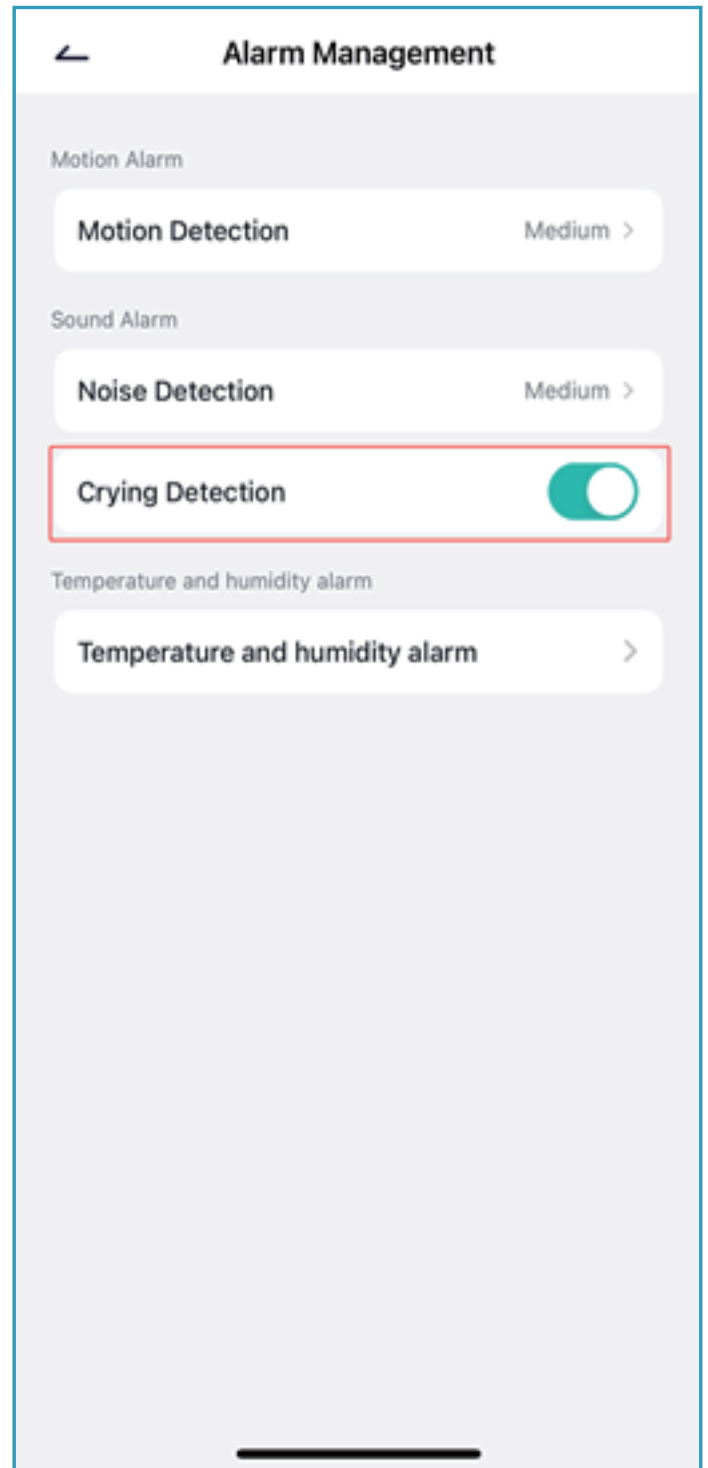 Alarm Management
Motion Alarm
Motion Detection Medium
Sound Alarm
Noise Detection Medium
Crying Detection
Temperature and humidity alarm
Temperature and humidity alarm